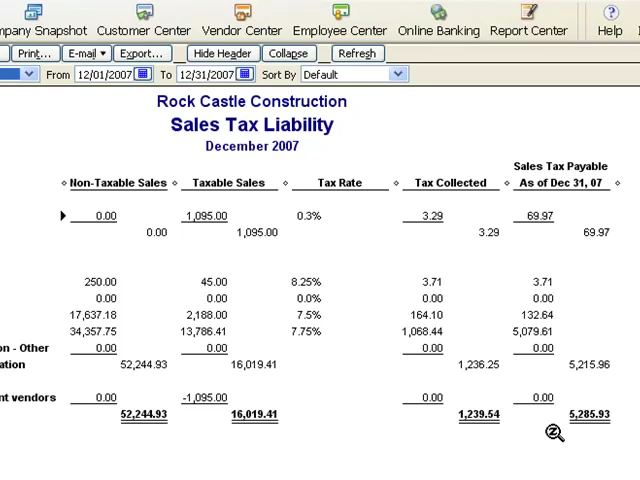 mpany Snapshot Customer Center Vendor Center Employee Center Online Banking Report Center Help
Print... E-mail Export... Hide Header Collapse Refresh
From 12/01/2007 To 12/31/2007 Sort By Default
Rock Castle Construction
Sales Tax Liability
December 2007
Sales Tax Payable
Non-Taxable Sales Taxable Sales Tax Rate Tax Collected As of Dec 31, 07
0.00 1,095.00 0.3% 3.29 69.97
0.00 1,095.00 3.29 69.97
250.00 45.00 8.25% 3.71 3.71
0.00 0.00 0.0% 0.00 0.00
17,637.18 2,188.00 7.5% 164.10 132.64
34,357.75 13,786.41 7.75% 1,068.44 5,079.61
on - Other 0.00 0.00 0.00 0.00
ation 52,244.93 16,019.41 1,236.25 5,215.96
nt vendors 0.00 -1,095.00 0.00 0.00
52,244.93 16,019.41 1,239.54 5,285.93